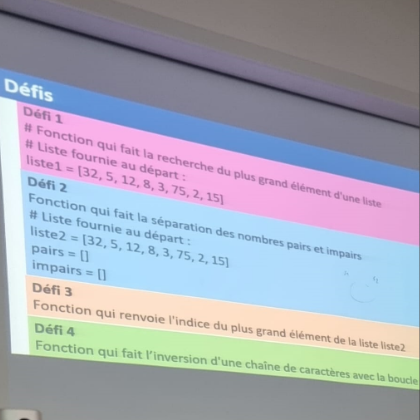 Défis
Défi 1
# Fonction qui fait la recherche du plus grand élément d'une liste
# Liste fournie au départ :
liste1 = [32, 5, 12, 8, 3, 75, 2, 15]
Défi 2
Fonction qui fait la séparation des nombres pairs et impairs
# Liste fournie au départ :
liste2 = [32, 5, 12, 8, 3, 75, 2, 15]
pairs = []
impairs = []
Défi 3
Fonction qui renvoie l'indice du plus grand élément de la liste liste2
Défi 4
Fonction qui fait l'inversion d'une chaîne de caractères avec la boucle